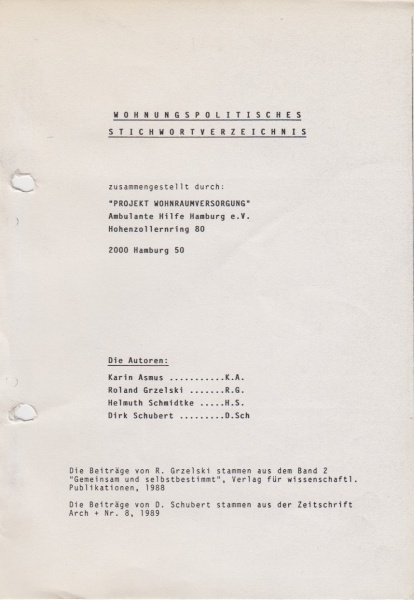 WOHNUNGSPOLITISCHES
STICHWORTVERZEICHNIS
zusammengestellt durch:
"PROJEKT WOHNRAUMVERSORGUNG"
Ambulante Hilfe Hamburg e.V.
Hohenzollernring 80
2000 Hamburg 50
Die Autoren:
Karin Asmus ...........K.A.
Roland Grzelski .......R.G.
Helmuth Schmidtke .....H.S.
Dirk Schubert .........D.Sch
Die Beiträge von R. Grzelski stammen aus dem Band 2
"Gemeinsam und selbstbestimmt", Verlag für wissenschaftl.
Publikationen, 1988
Die Beiträge von D. Schubert stammen aus der Zeitschrift
Arch + Nr. 8, 1989